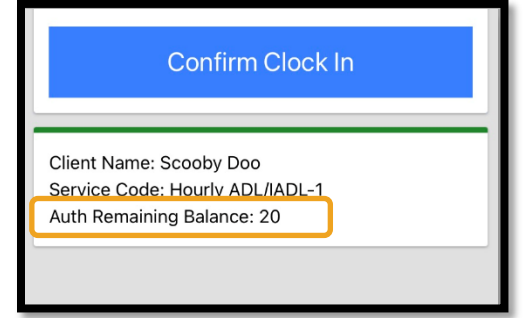 Confirm Clock In
Client Name: Scooby Doo
Service Code: Hourly ADL/IADL-1
Auth Remaining Balance: 20